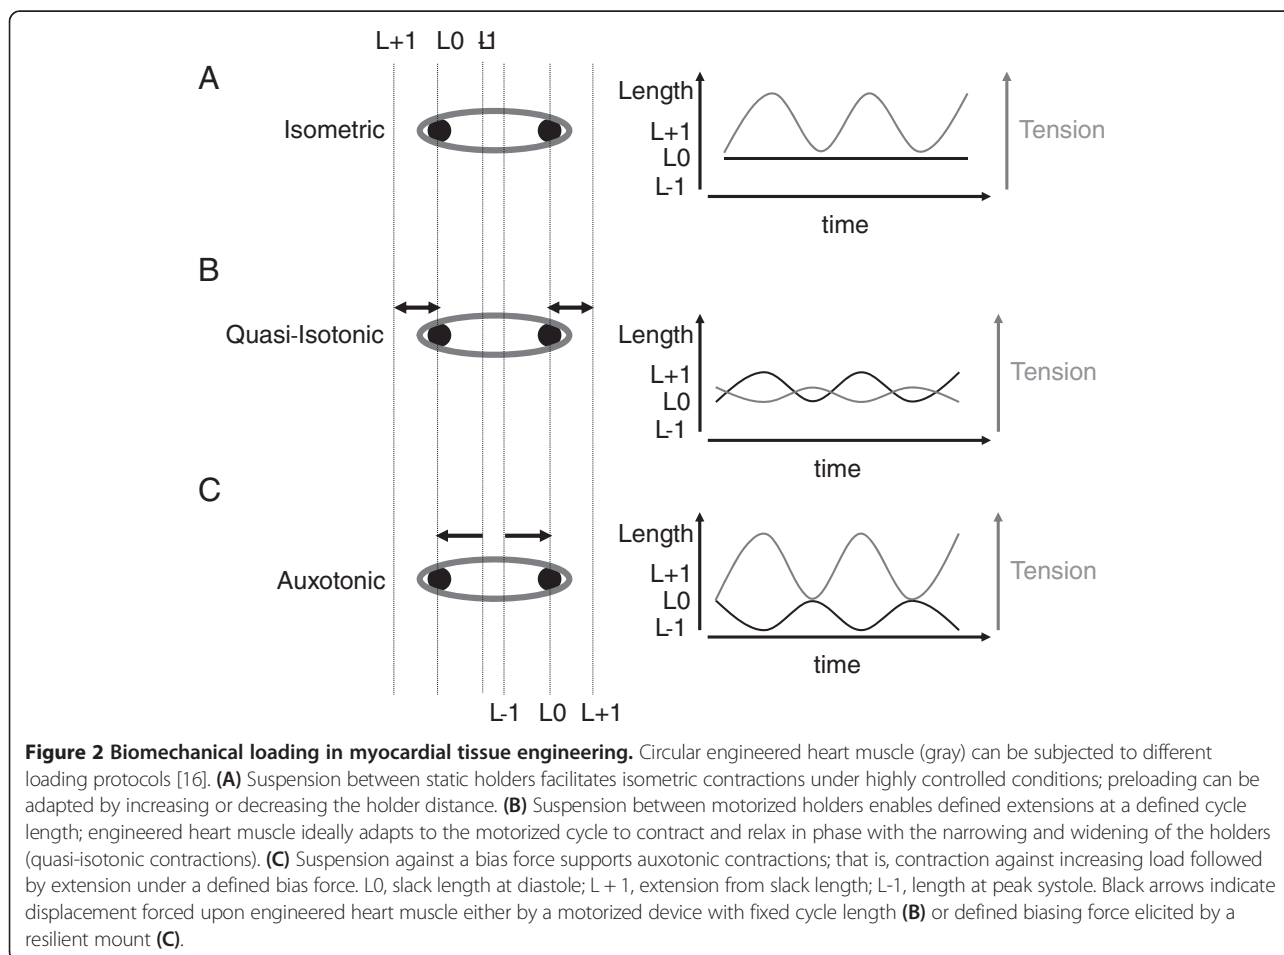 L+1 L0 L-1
A
Isometric
Length
L+1
L0
L-1
Tension
time
B
Quasi-Isotonic
Length
L+1
L0
L-1
Tension
time
C
Auxotonic
Length
L+1
L0
L-1
Tension
time
L-1 L0 L+1
Figure 2 Biomechanical loading in myocardial tissue engineering. Circular engineered heart muscle (gray) can be subjected to different
loading protocols [16]. (A) Suspension between static holders facilitates isometric contractions under highly controlled conditions; preloading can be
adapted by increasing or decreasing the holder distance. (B) Suspension between motorized holders enables defined extensions at a defined cycle
length; engineered heart muscle ideally adapts to the motorized cycle to contract and relax in phase with the narrowing and widening of the holders
(quasi-isotonic contractions). (C) Suspension against a bias force supports auxotonic contractions; that is, contraction against increasing load followed
by extension under a defined bias force. L0, slack length at diastole; L + 1, extension from slack length; L-1, length at peak systole. Black arrows indicate
displacement forced upon engineered heart muscle either by a motorized device with fixed cycle length (B) or defined biasing force elicited by a
resilient mount (C).